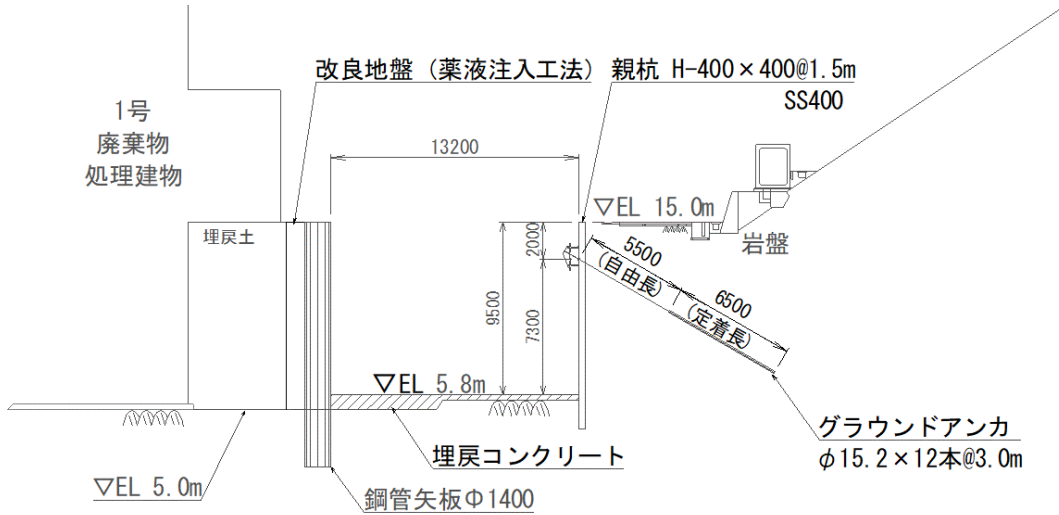 改良地盤（薬液注入工法）
親杭 H-400×400@1.5m
SS400
1号
廃棄物
処理建物
13200
▽EL 15.0m
埋戻土
岩盤
2000
5500
(自由長)
6500
(定着長)
9500
7300
▽EL 5.8m
グラウンドアンカ
φ15.2×12本@3.0m
埋戻コンクリート
▽EL 5.0m
鋼管矢板Φ1400